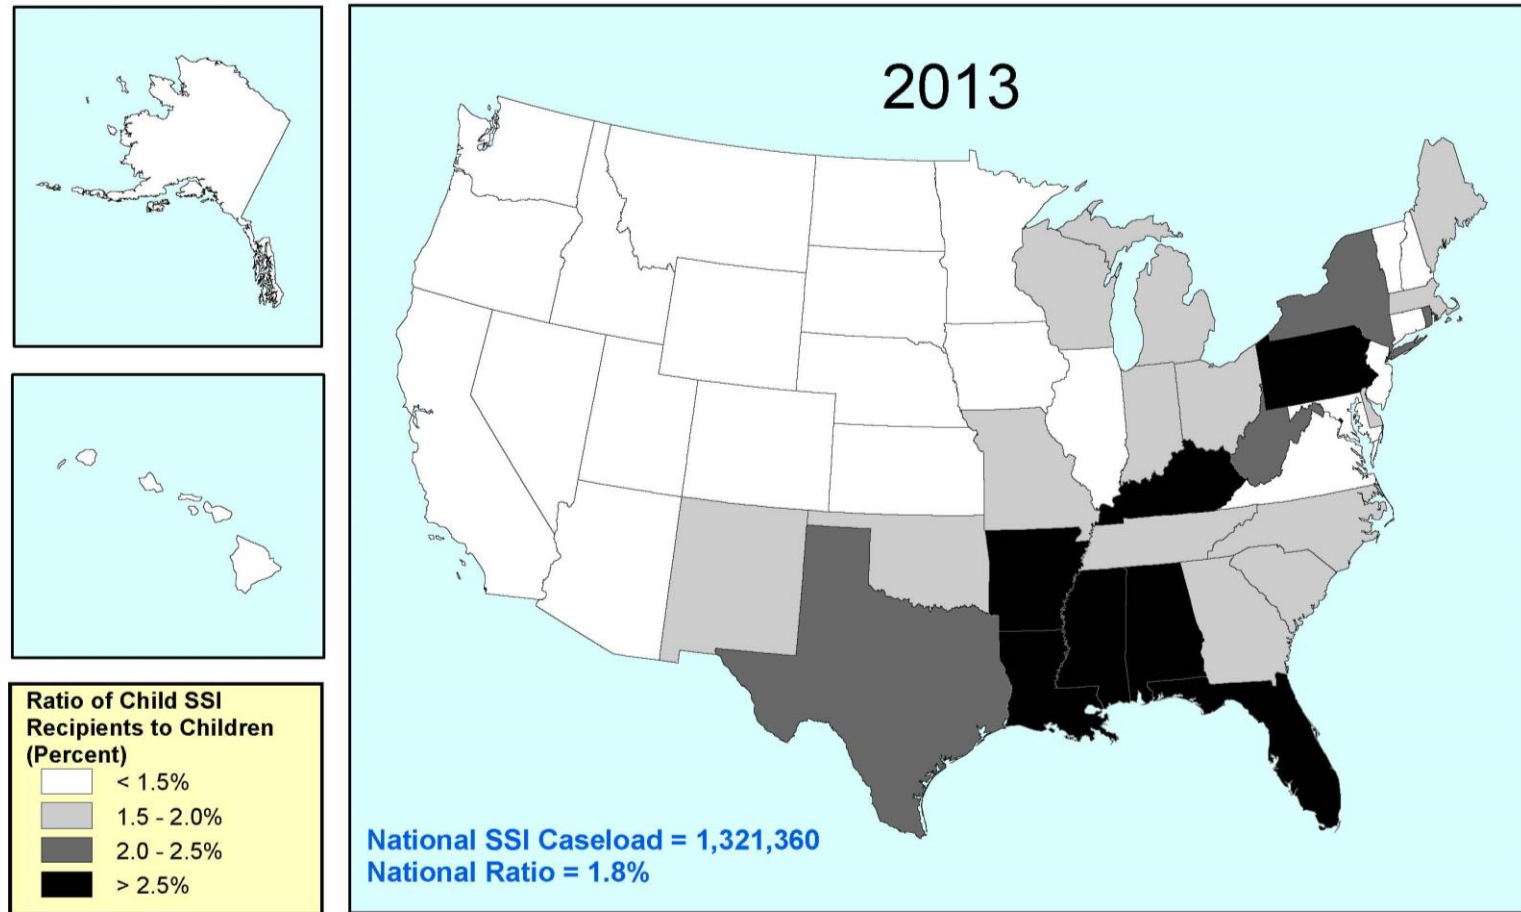 2013
Ratio of Child SSI
Recipients to Children
(Percent)
< 1.5%
1.5 - 2.0%
2.0 - 2.5%
> 2.5%
National SSI Caseload = 1,321,360
National Ratio = 1.8%